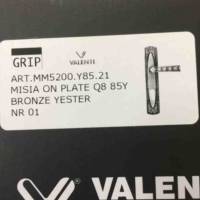 GRIP
VALENTI
ART.MM5200.Y85.21
MISIA ON PLATE Q8 85Y
BRONZE YESTER
NR 01
VALEN